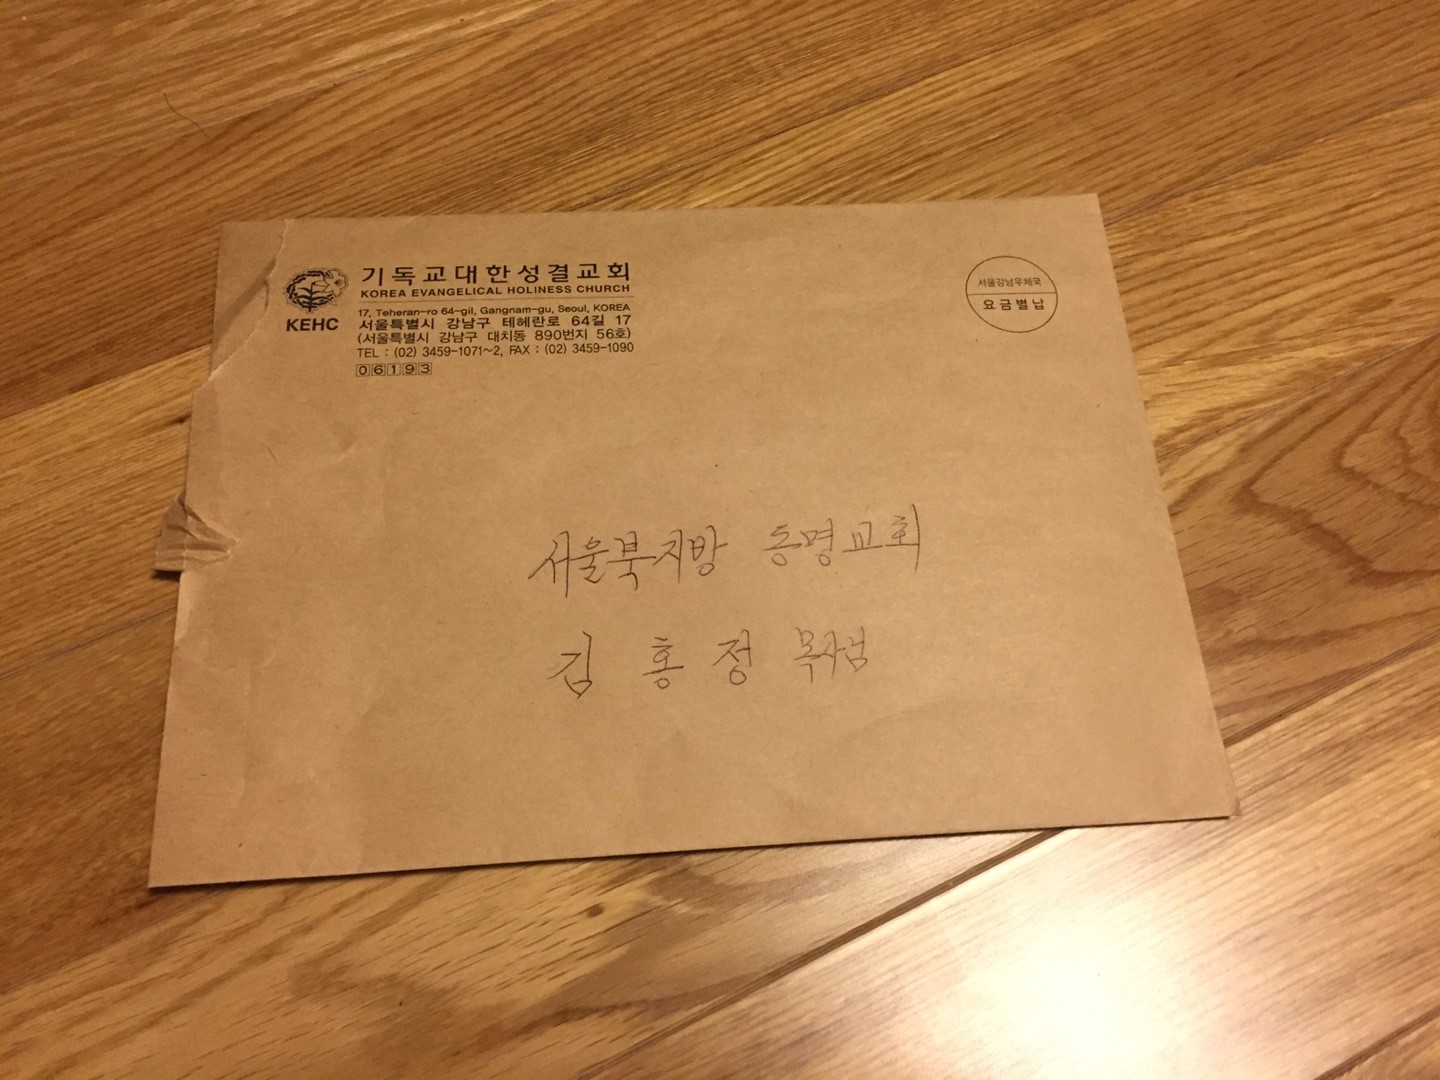 기독교대한성결교회
KOREA EVANGELICAL HOLINESS CHURCH
KEHC
17, Teheran-ro 64-gil, Gangnam-gu, Seoul, KOREA
서울특별시 강남구 테헤란로 64길 17
(서울특별시 강남구 대치동 890번지 56호)
TEL : (02) 3459-1071~2, FAX : (02) 3459-1090
06193
서울강남우체국
요금별납
서울북지방 동명교회
김홍정 목사님